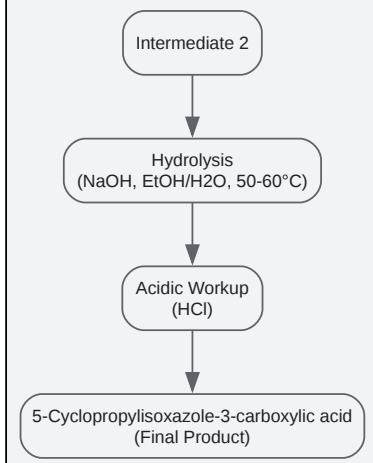 Intermediate 2
Hydrolysis
(NaOH, EtOH/H2O, 50-60°C)
Acidic Workup
(HCl)
5-Cyclopropylisoxazole-3-carboxylic acid
(Final Product)